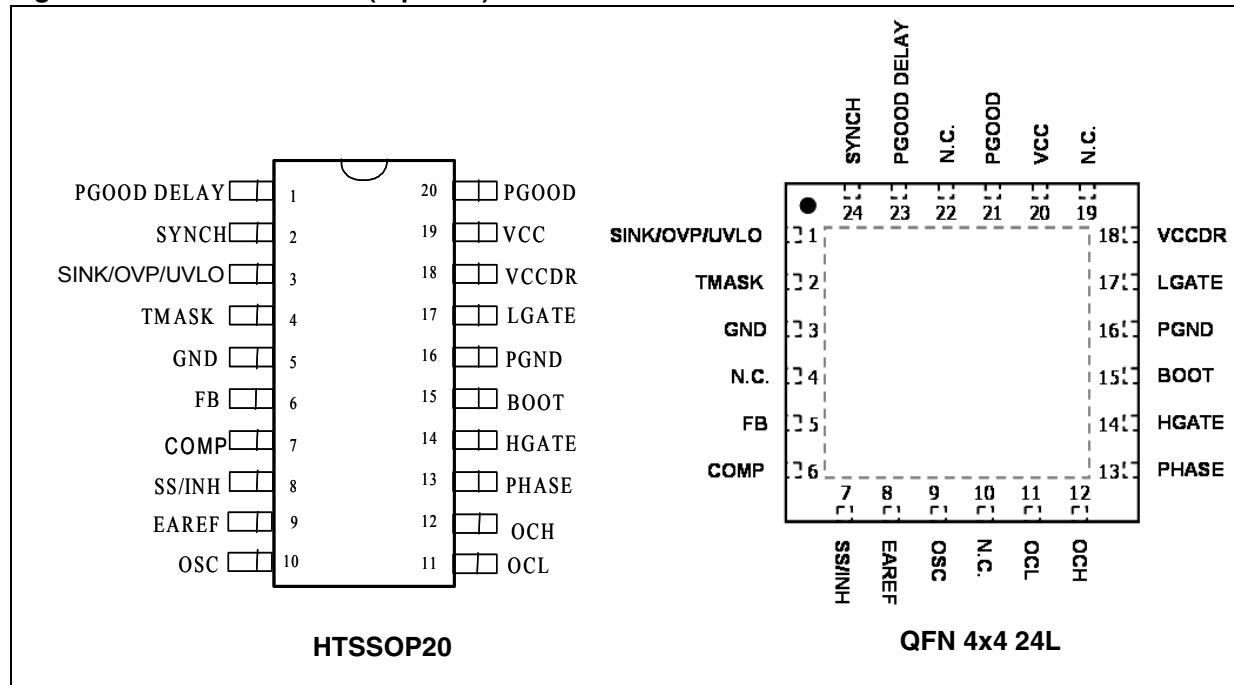 PGOOD DELAY 1 20 PGOOD
SYNCH 2 19 VCC
SINK/OVP/UVLO 3 18 VCCDR
TMASK 4 17 LGATE
GND 5 16 PGND
FB 6 15 BOOT
COMP 7 14 HGATE
SS/INH 8 13 PHASE
EAREF 9 12 OCH
OSC 10 11 OCL
HTSSOP20
SYNCH PGOOD DELAY N.C. PGOOD VCC N.C.
24 23 22 21 20 19
SINK/OVP/UVLO 1 18 VCCDR
TMASK 2 17 LGATE
GND 3 16 PGND
N.C. 4 15 BOOT
FB 5 14 HGATE
COMP 6 13 PHASE
7 8 9 10 11 12
SS/INH EAREF OSC N.C. OCL OCH
QFN 4x4 24L